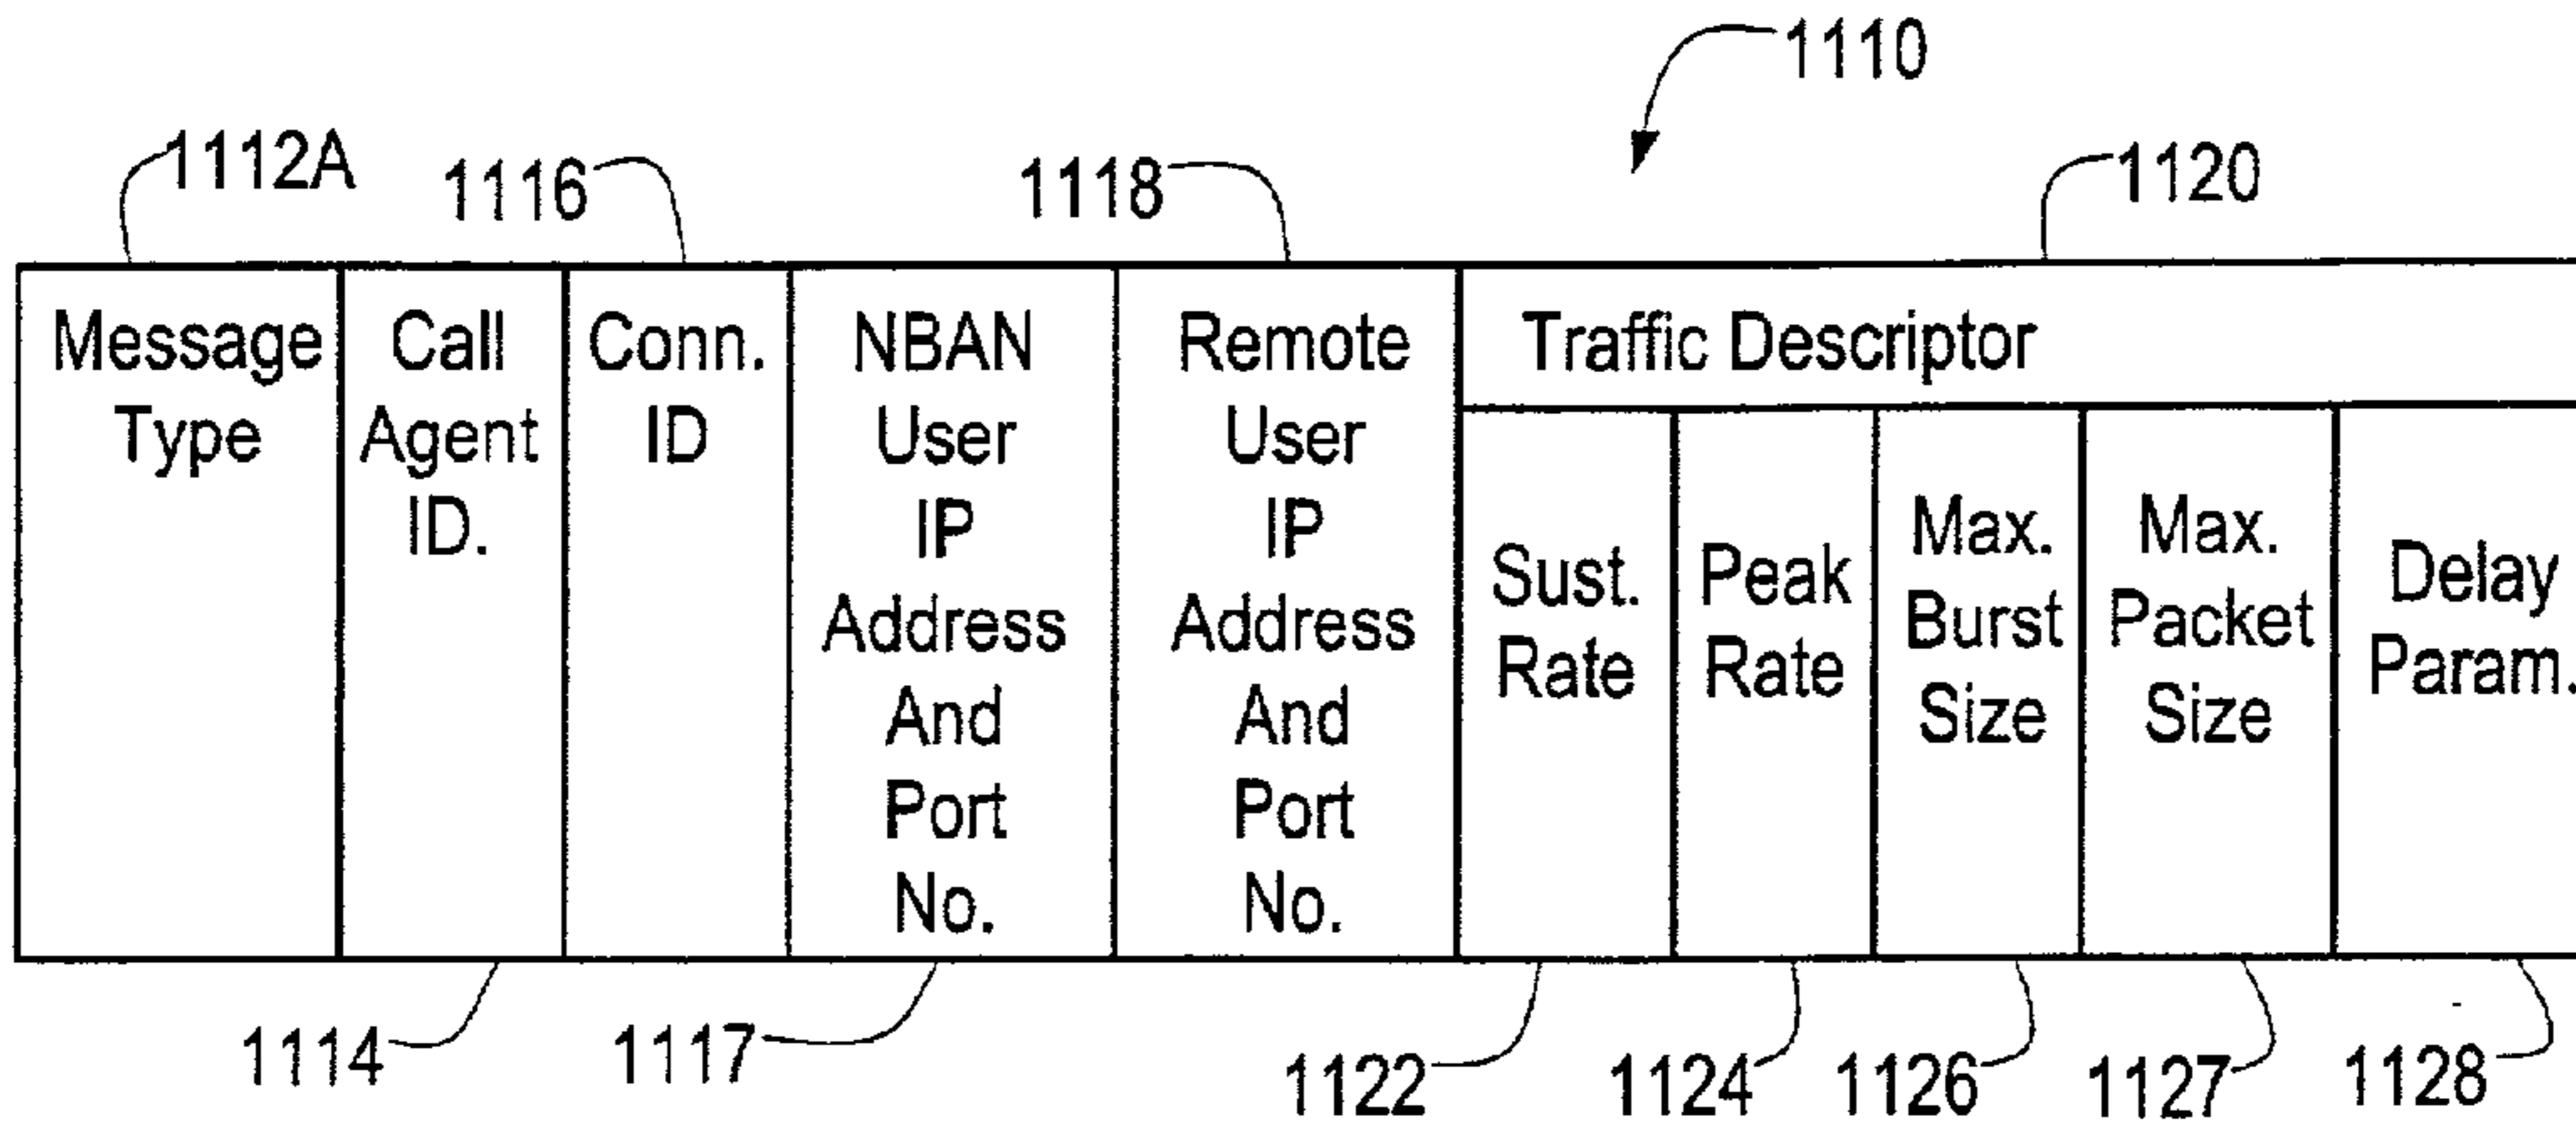 1110
1112A
1116
1118
1120
Message
Type
Call
Agent
ID.
Conn.
ID
NBAN
User
IP
Address
And
Port
No.
Remote
User
IP
Address
And
Port
No.
Traffic Descriptor
Sust.
Rate
Peak
Rate
Max.
Burst
Size
Max.
Packet
Size
Delay
Param.
1114
1117
1122
1124
1126
1127
1128